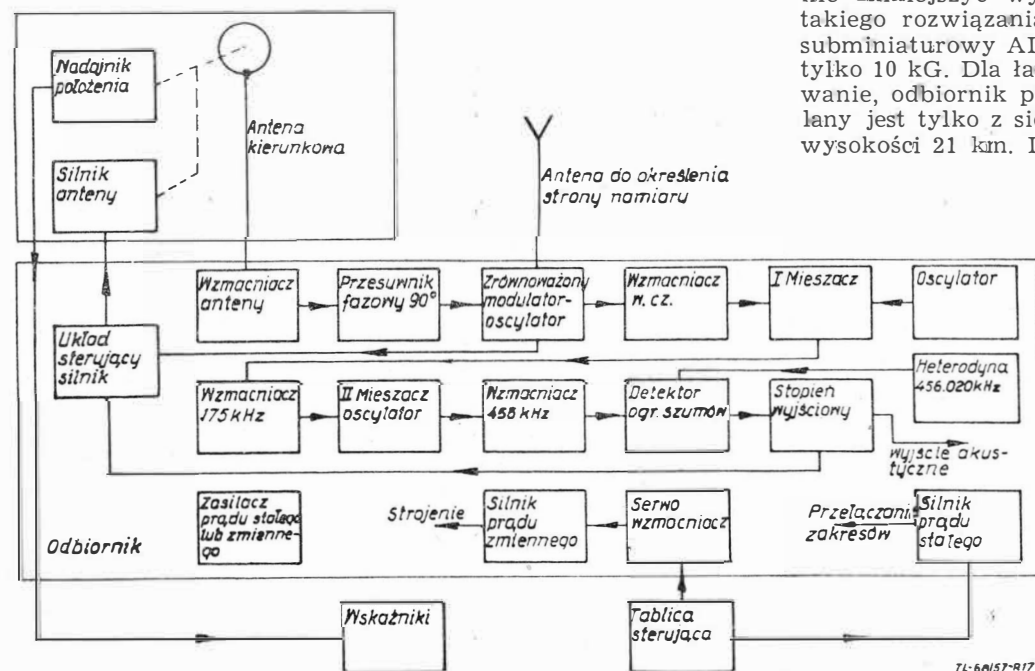 takiego rozwiązania
subminiaturowy
tylko 10 kG. Dla
wanie, odbiornik
lany jest tylko z
wysokości 21 km.
Nadajnik
położenia
Antena
kierunkowa
Silnik
anteny
Antena do określenia
strony namiaru
Wzmacniacz
anteny
Przesuwnik
fazowy 90°
Zrównoważony
modulator-
oscylator
Wzmacniacz
w. cz.
I Mieszacz
Oscylator
Układ
sterujący
silnik
Wzmacniacz
175 kHz
II Mieszacz
oscylator
Wzmacniacz
456 kHz
Detektor
ogr. szumów
Stopień
wyjściowy
Heterodyna
456.020kHz
Wyjście akus-
tyczne
Zasilacz
prądu stałego
lub zmienne-
go
Strojenie
Silnik
prądu
zmiennego
Serwo
wzmacniacz
Przełączanie
zakresów
Silnik
prądu
stałego
Odbiornik
Wskaźniki
Tablica
sterująca
TL-68/57-R17